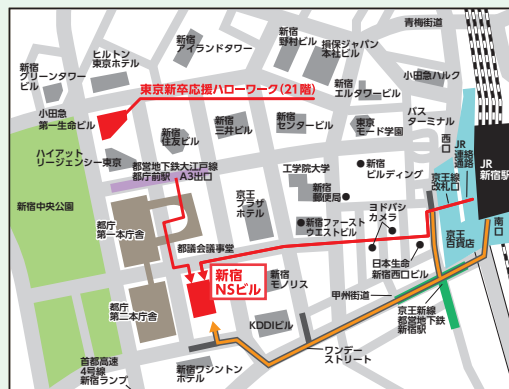 青梅街道
新宿
アイランドタワー
新宿
野村ビル
損保ジャパン
本社ビル
ヒルトン
東京ホテル
新宿
グリーンタワー
ビル
小田急ハルク
東京新卒応援ハローワーク(21階)
新宿
エルタワービル
小田急
第一生命ビル
新宿
住友ビル
新宿
三井ビル
新宿
センタービル
東京
モード学園
バス
ターミナル
西口
JR
連絡
通路
JR
新宿駅
ハイアット
リージェンシー東京
都営地下鉄大江戸線
都庁前駅 A3出口
工学院大学
新宿
ビルディング
京王線
改札口
新宿
郵便局
京王
プラザ
ホテル
ヨドバシ
カメラ
新宿中央公園
都庁
第一本庁舎
新宿ファースト
ウエストビル
京王
百貨店
南口
都議会議事堂
日本生命
新宿西口ビル
新宿
NSビル
新宿
モノリス
甲州街道
都庁
第二本庁舎
KDDIビル
京王新線
都営地下鉄
新宿駅
ワンデー
ストリート
首都高速
4号線
新宿ランプ
新宿ワシントン
ホテル